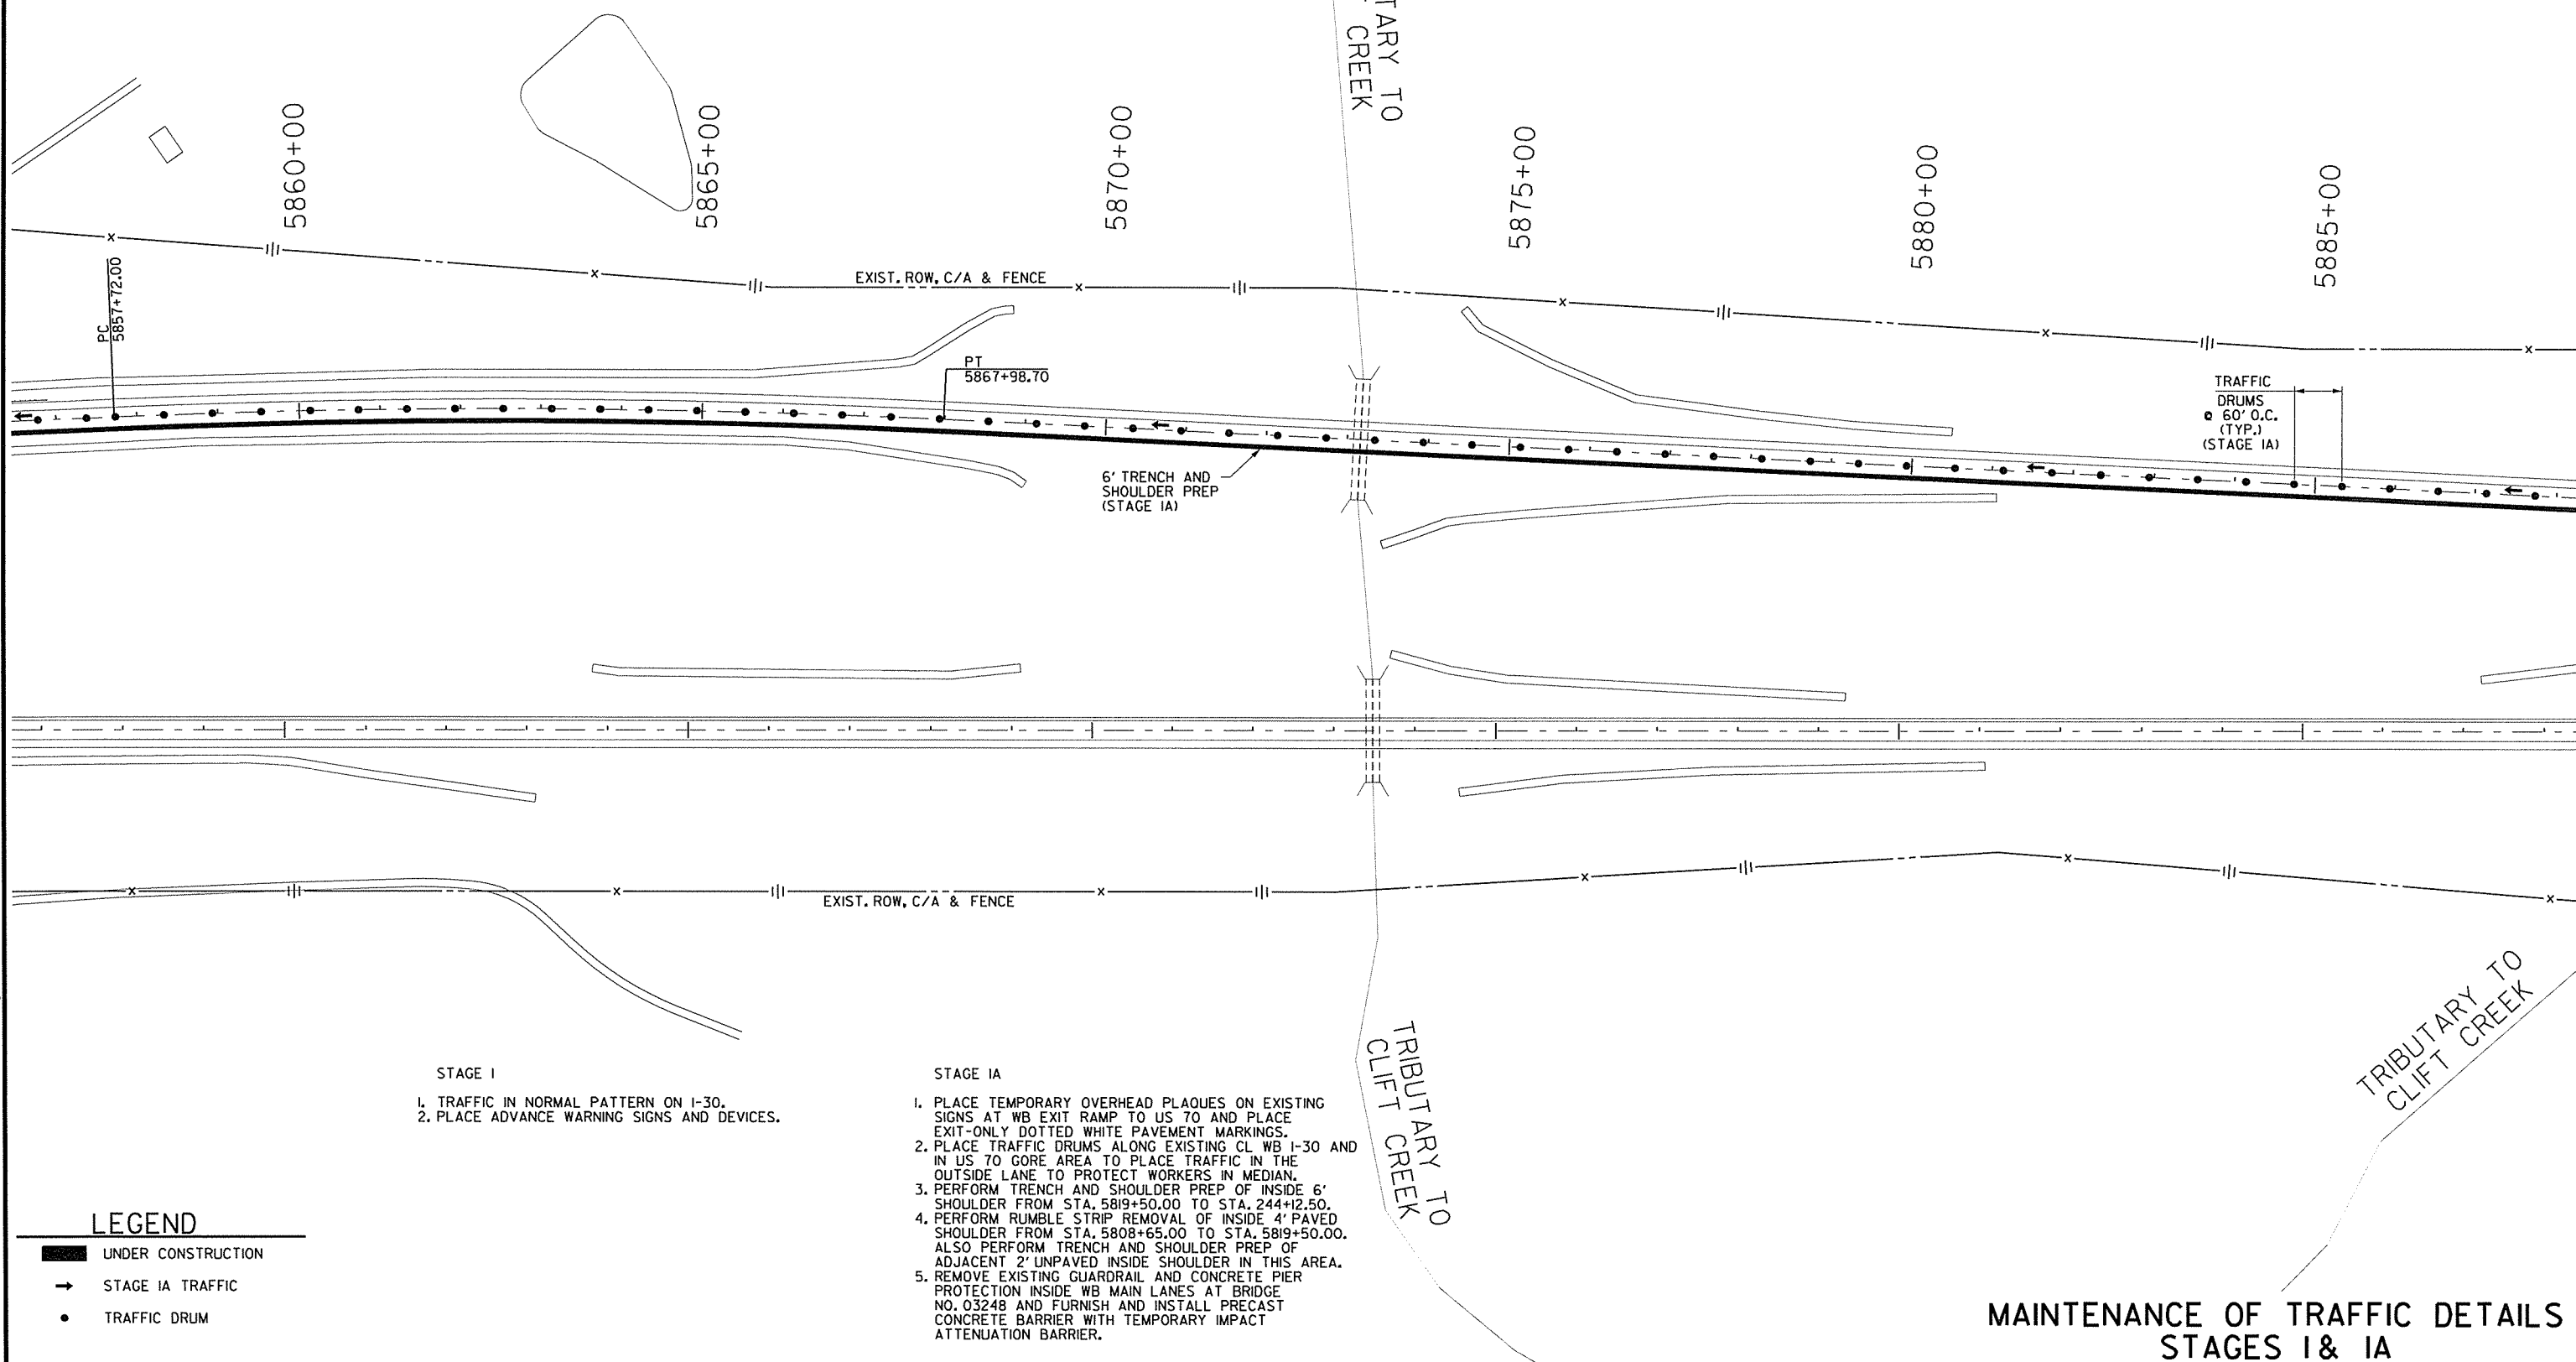 TARY TO
CREEK
5860+00
5865+00
5870+00
5875+00
5880+00
5885+00
EXIST. ROW, C/A & FENCE
PC
5857+72.00
PT
5867+98.70
TRAFFIC
DRUMS
@ 60' O.C.
(TYP.)
(STAGE 1A)
6' TRENCH AND
SHOULDER PREP
(STAGE 1A)
EXIST. ROW, C/A & FENCE
TRIBUTARY TO
CLIFT CREEK
TRIBUTARY TO
CLIFT CREEK
STAGE 1
1. TRAFFIC IN NORMAL PATTERN ON I-30.
2. PLACE ADVANCE WARNING SIGNS AND DEVICES.
STAGE 1A
1. PLACE TEMPORARY OVERHEAD PLAQUES ON EXISTING
SIGNS AT WB EXIT RAMP TO US 70 AND PLACE
EXIT-ONLY DOTTED WHITE PAVEMENT MARKINGS.
2. PLACE TRAFFIC DRUMS ALONG EXISTING CL WB I-30 AND
IN US 70 GORE AREA TO PLACE TRAFFIC IN THE
OUTSIDE LANE TO PROTECT WORKERS IN MEDIAN.
3. PERFORM TRENCH AND SHOULDER PREP OF INSIDE 6'
SHOULDER FROM STA. 5819+50.00 TO STA. 244+12.50.
4. PERFORM RUMBLE STRIP REMOVAL OF INSIDE 4' PAVED
SHOULDER FROM STA. 5808+65.00 TO STA. 5819+50.00.
ALSO PERFORM TRENCH AND SHOULDER PREP OF
ADJACENT 2' UNPAVED INSIDE SHOULDER IN THIS AREA.
5. REMOVE EXISTING GUARDRAIL AND CONCRETE PIER
PROTECTION INSIDE WB MAIN LANES AT BRIDGE
NO. 03248 AND FURNISH AND INSTALL PRECAST
CONCRETE BARRIER WITH TEMPORARY IMPACT
ATTENUATION BARRIER.
LEGEND
UNDER CONSTRUCTION
STAGE 1A TRAFFIC
TRAFFIC DRUM
MAINTENANCE OF TRAFFIC DETAILS
STAGES 1 & 1A